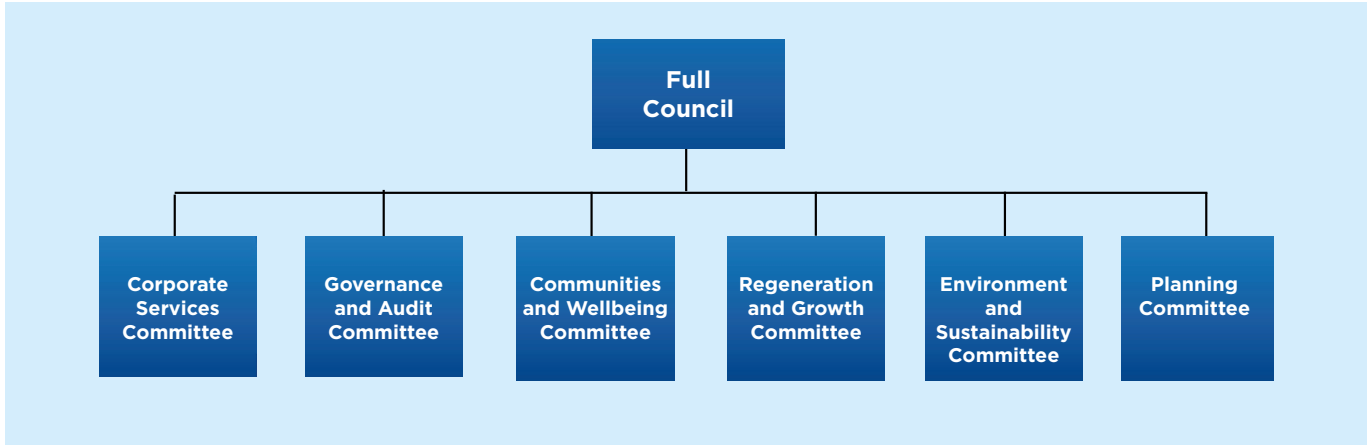 Full
Council
Corporate
Services
Committee
Governance
and Audit
Committee
Communities
and Wellbeing
Committee
Regeneration
and Growth
Committee
Environment
and
Sustainability
Committee
Planning
Committee